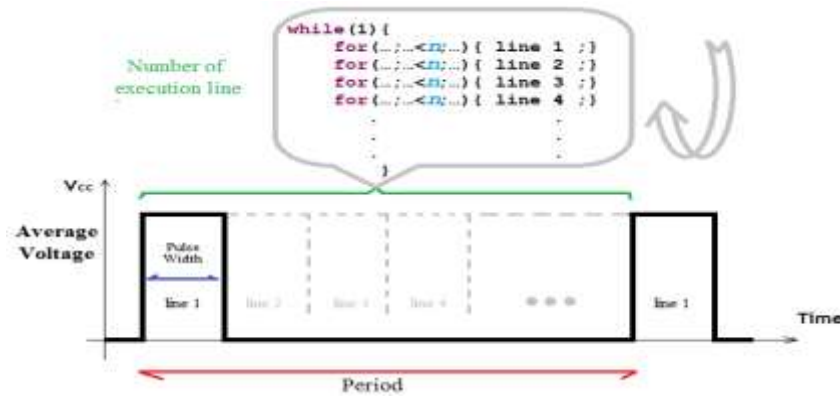 while(1){
for(…;…<n;…){ line 1 ;}
for(…;…<n;…){ line 2 ;}
for(…;…<n;…){ line 3 ;}
for(…;…<n;…){ line 4 ;}
. .
. .
. .
}
Number of
execution line
Vcc
Average
Voltage
Pulse
Width
line 1
line 2
line 3
line 4
line 1
Time
Period